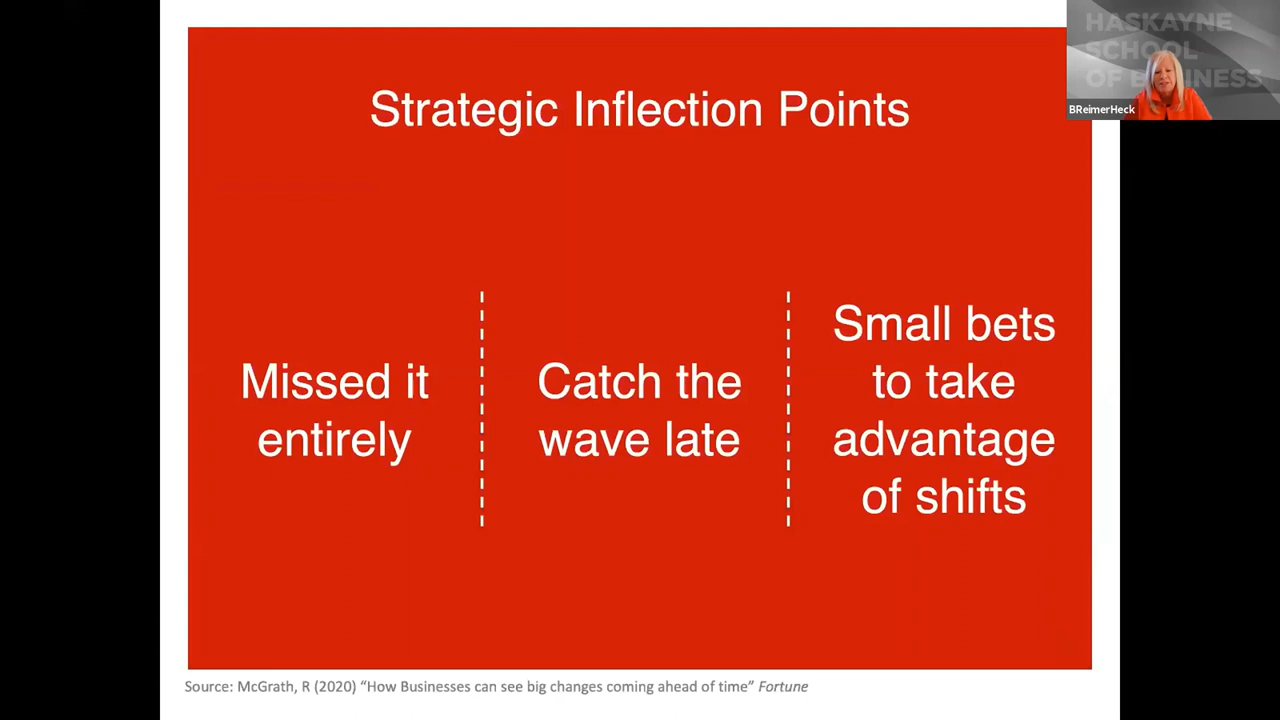 HASKAYNE
SCHOOL
OF BUSINESS
BReimerHeck
Strategic Inflection Points
Missed it
entirely
Catch the
wave late
Small bets
to take
advantage
of shifts
Source: McGrath, R (2020) “How Businesses can see big changes coming ahead of time” Fortune